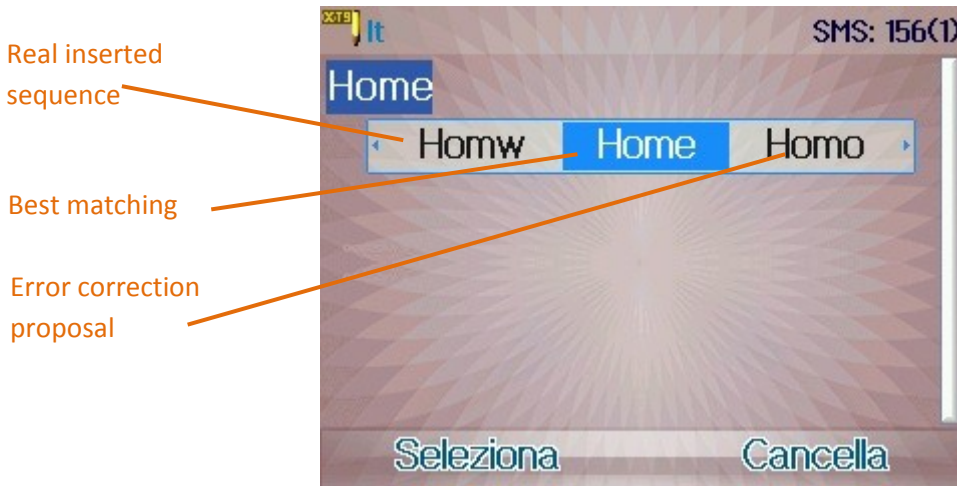 XT9 It SMS: 156(1)
Real inserted
sequence
Home
Homw Home Homo
Best matching
Error correction
proposal
Seleziona Cancella